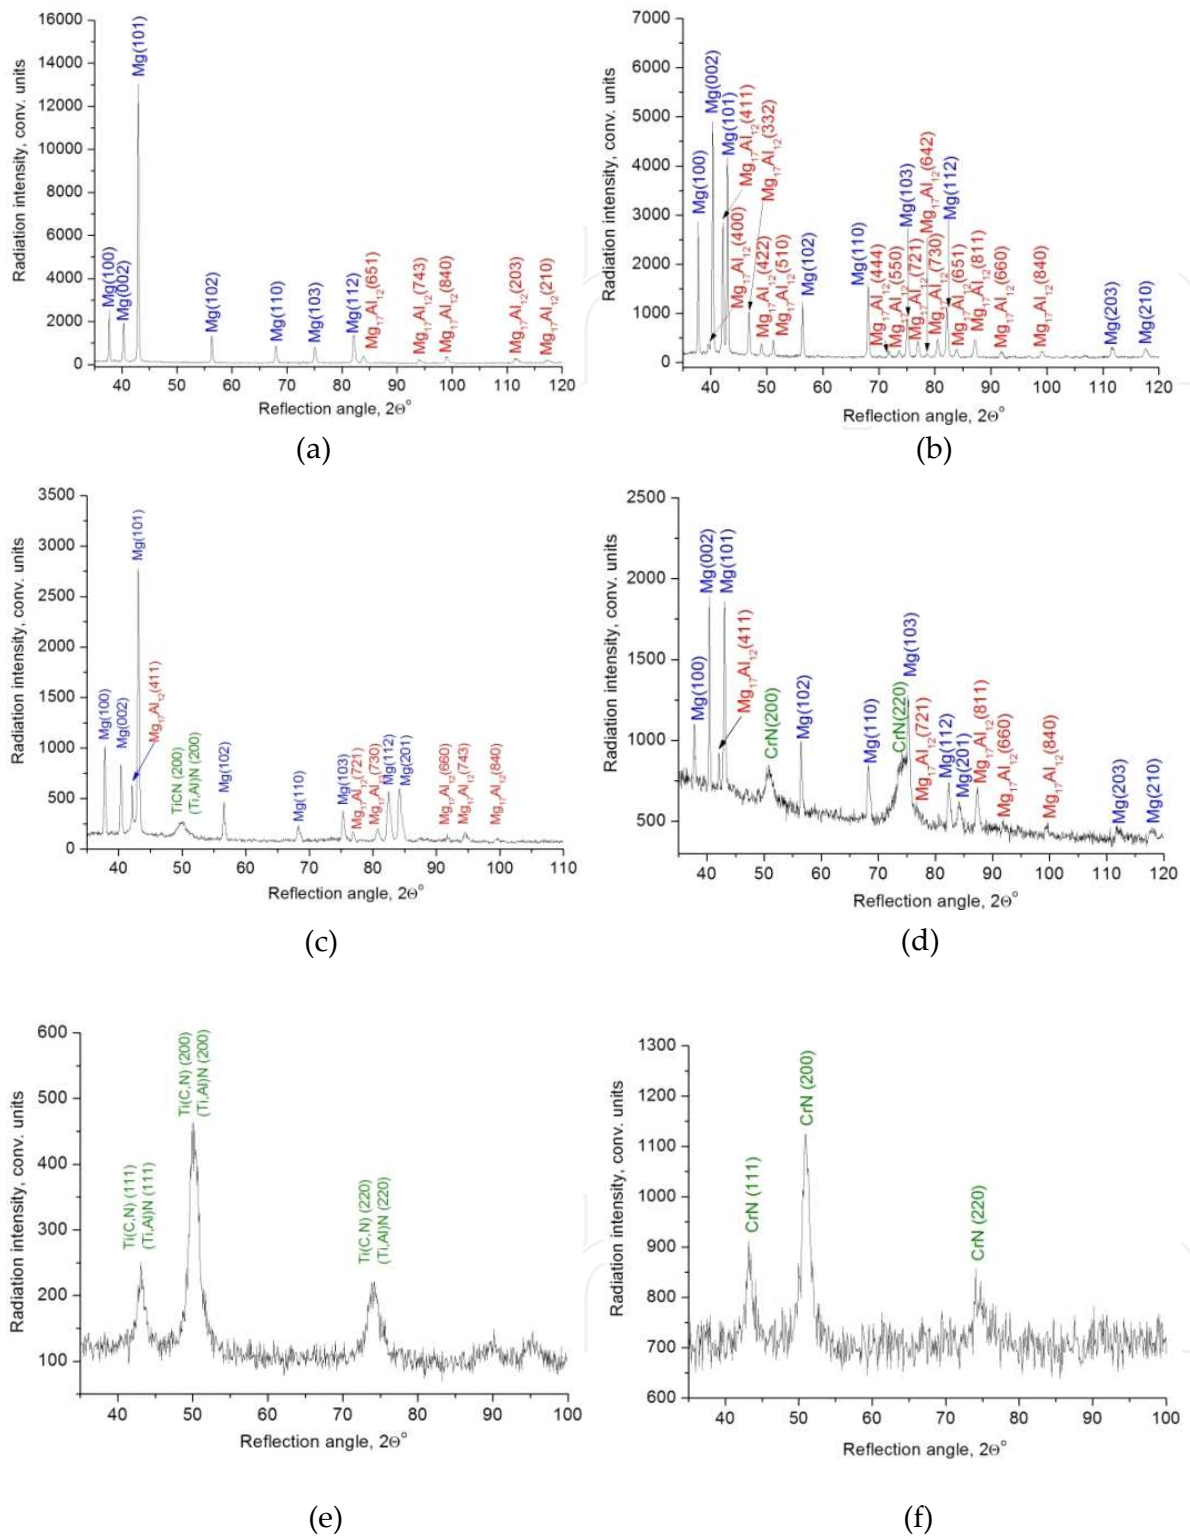 Radiation intensity, conv. units
16000
14000
12000
10000
8000
6000
4000
2000
0
Mg(100)
Mg(002)
Mg(101)
Mg(102)
Mg(110)
Mg(103)
Mg(112)
Mg₁₇Al₁₂(651)
Mg₁₇Al₁₂(743)
Mg₁₇Al₁₂(840)
Mg₁₇Al₁₂(203)
Mg₁₇Al₁₂(210)
40 50 60 70 80 90 100 110 120
Reflection angle, 2Θ°
(a)
Radiation intensity, conv. units
7000
6000
5000
4000
3000
2000
1000
0
Mg(100)
Mg(002)
Mg(101)
Mg₁₇Al₁₂(400)
Mg₁₇Al₁₂(411)
Mg₁₇Al₁₂(332)
Mg₁₇Al₁₂(422)
Mg₁₇Al₁₂(510)
Mg(102)
Mg(110)
Mg₁₇Al₁₂(444)
Mg₁₇Al₁₂(550)
Mg(103)
Mg₁₇Al₁₂(721)
Mg₁₇Al₁₂(642)
Mg₁₇Al₁₂(730)
Mg(112)
Mg₁₇Al₁₂(651)
Mg₁₇Al₁₂(811)
Mg₁₇Al₁₂(660)
Mg₁₇Al₁₂(840)
Mg(203)
Mg(210)
40 50 60 70 80 90 100 110 120
Reflection angle, 2Θ°
(b)
Radiation intensity, conv. units
3500
3000
2500
2000
1500
1000
500
0
Mg(100)
Mg(002)
Mg(101)
Mg₁₇Al₁₂(411)
TiCN (200)
(Ti,Al)N (200)
Mg(102)
Mg(110)
Mg(103)
Mg₁₇Al₁₂(721)
Mg₁₇Al₁₂(730)
Mg(112)
Mg(201)
Mg₁₇Al₁₂(660)
Mg₁₇Al₁₂(743)
Mg₁₇Al₁₂(840)
40 50 60 70 80 90 100 110
Reflection angle, 2Θ°
(c)
Radiation intensity, conv. units
2500
2000
1500
1000
500
Mg(100)
Mg(002)
Mg(101)
Mg₁₇Al₁₂(411)
CrN(200)
Mg(102)
Mg(110)
CrN(220)
Mg(103)
Mg₁₇Al₁₂(721)
Mg(112)
Mg(201)
Mg₁₇Al₁₂(811)
Mg₁₇Al₁₂(660)
Mg₁₇Al₁₂(840)
Mg(203)
Mg(210)
40 50 60 70 80 90 100 110 120
Reflection angle, 2Θ°
(d)
Radiation intensity, conv. units
600
500
400
300
200
100
Ti(C,N) (111)
(Ti,Al)N (111)
Ti(C,N) (200)
(Ti,Al)N (200)
Ti(C,N) (220)
(Ti,Al)N (220)
40 50 60 70 80 90 100
Reflection angle, 2Θ°
(e)
Radiation intensity, conv. units
1300
1200
1100
1000
900
800
700
600
CrN (111)
CrN (200)
CrN (220)
40 50 60 70 80 90 100
Reflection angle, 2Θ°
(f)